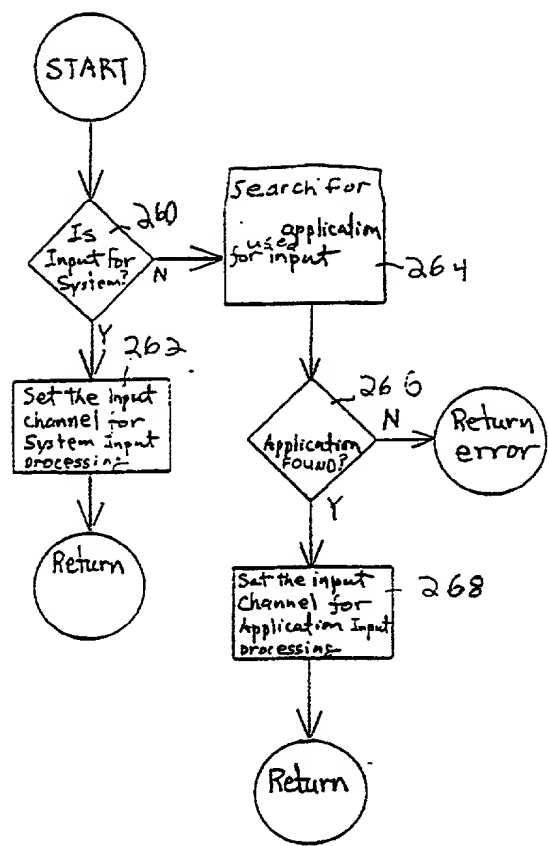 START
260
Is
Input for
System?
N
Search for
application
used
for input
264
Y
262
Set the input
Channel for
System Input
processing
Return
266
Application
FOUND?
N
Return
error
Y
Set the input
Channel for
Application Input
processing
268
Return